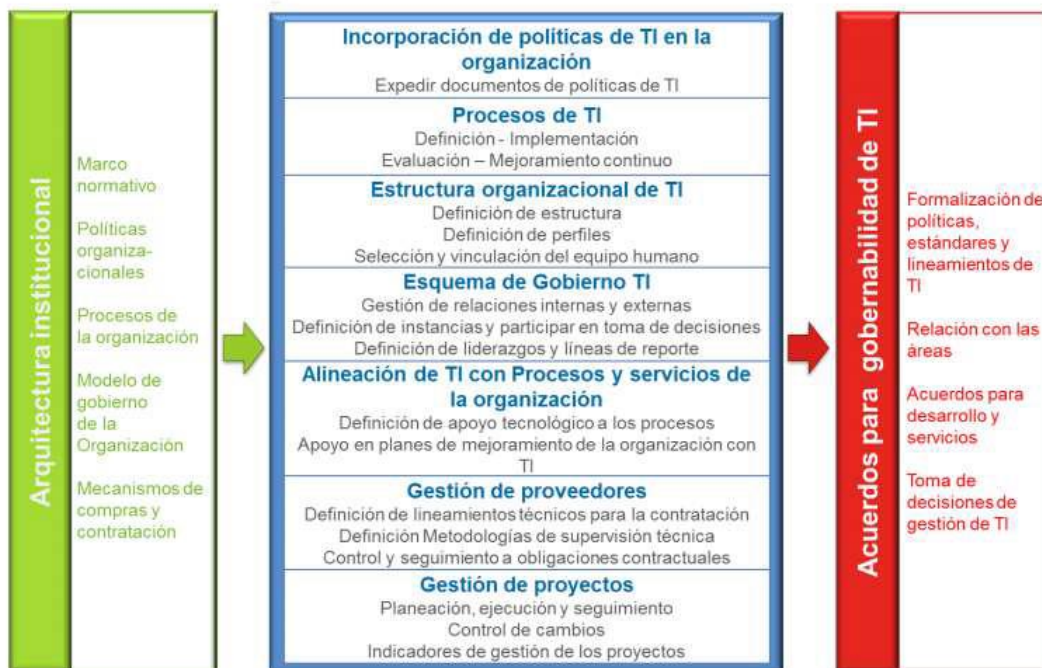 Arquitectura institucional
Marco
normativo
Políticas
organiza-
cionales
Procesos de
la organización
Modelo de
gobierno
de la
Organización
Mecanismos de
compras y
contratación
Incorporación de políticas de TI en la
organización
Expedir documentos de políticas de TI
Procesos de TI
Definición - Implementación
Evaluación – Mejoramiento continuo
Estructura organizacional de TI
Definición de estructura
Definición de perfiles
Selección y vinculación del equipo humano
Esquema de Gobierno TI
Gestión de relaciones internas y externas
Definición de instancias y participar en toma de decisiones
Definición de liderazgos y líneas de reporte
Alineación de TI con Procesos y servicios de
la organización
Definición de apoyo tecnológico a los procesos
Apoyo en planes de mejoramiento de la organización con
TI
Gestión de proveedores
Definición de lineamientos técnicos para la contratación
Definición Metodologías de supervisión técnica
Control y seguimiento a obligaciones contractuales
Gestión de proyectos
Planeación, ejecución y seguimiento
Control de cambios
Indicadores de gestión de los proyectos
Acuerdos para gobernabilidad de TI
Formalización de
políticas,
estándares y
lineamientos de
TI
Relación con las
áreas
Acuerdos para
desarrollo y
servicios
Toma de
decisiones de
gestión de TI